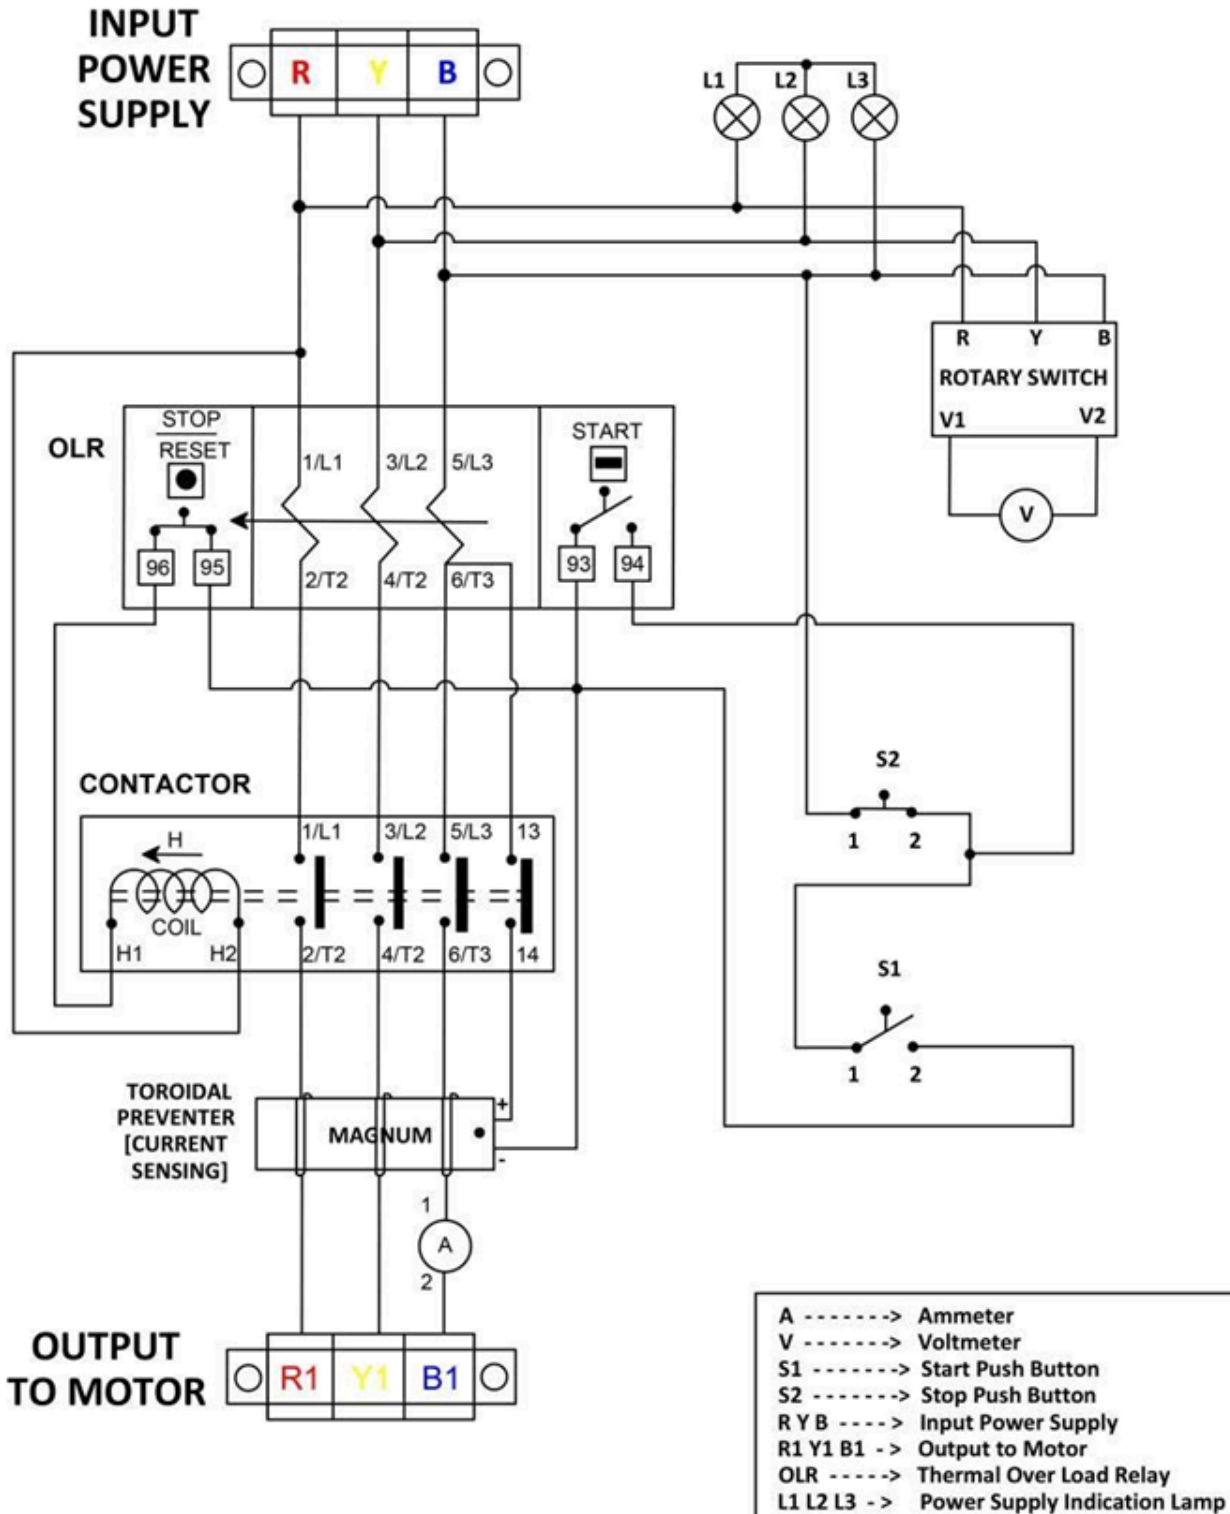 INPUT
POWER
SUPPLY
R Y B
L1 L2 L3
R Y B
ROTARY SWITCH
V1 V2
V
OLR
STOP
RESET
1/L1 3/L2 5/L3
START
96 95
2/T2 4/T2 6/T3
93 94
S2
1 2
CONTACTOR
H
COIL
H1 H2
1/L1 3/L2 5/L3 13
2/T2 4/T2 6/T3 14
S1
1 2
TOROIDAL
PREVENTER
[CURRENT
SENSING]
MAGNUM
+
-
1
A
2
OUTPUT
TO MOTOR
R1 Y1 B1
A - - - - - - -> Ammeter
V - - - - - - -> Voltmeter
S1 - - - - - - -> Start Push Button
S2 - - - - - - -> Stop Push Button
R Y B - - - - > Input Power Supply
R1 Y1 B1 - > Output to Motor
OLR - - - - -> Thermal Over Load Relay
L1 L2 L3 - > Power Supply Indication Lamp